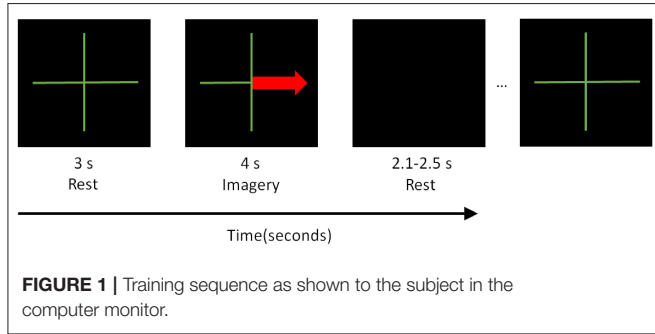 ...
3 s
Rest
4 s
Imagery
2.1-2.5 s
Rest
Time(seconds)
FIGURE 1 | Training sequence as shown to the subject in the
computer monitor.